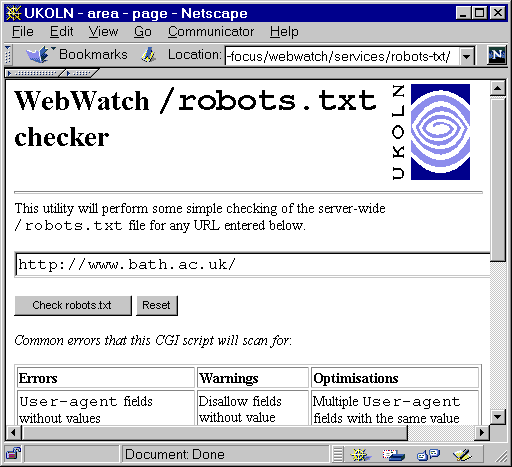 UKOLN - area - page - Netscape
File Edit View Go Communicator Help
Bookmarks Location: -focus/webwatch/services/robots-txt/
N
WebWatch /robots.txt
checker
UKOLN
This utility will perform some simple checking of the server-wide
/robots.txt file for any URL entered below.
http://www.bath.ac.uk/
Check robots.txt Reset
Common errors that this CGI script will scan for:
Errors Warnings Optimisations
User-agent fields Disallow fields Multiple User-agent
without values without value fields with the same value
Document: Done